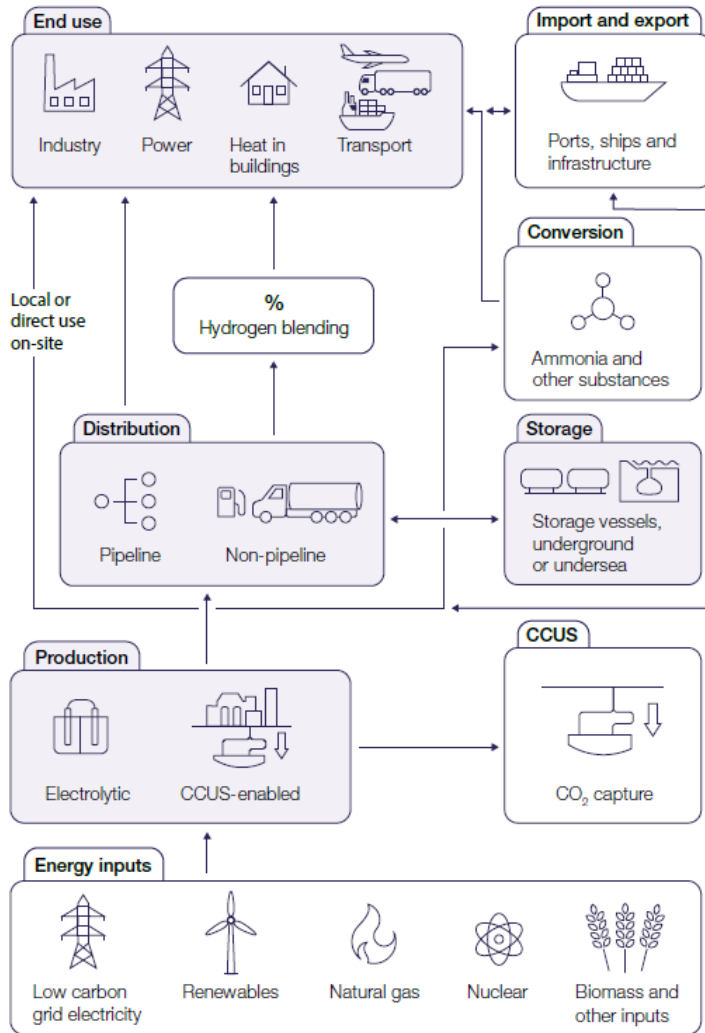 End use
Industry
Power
Heat in
buildings
Transport
Import and export
Ports, ships and
infrastructure
Conversion
Ammonia and
other substances
Local or
direct use
on-site
%
Hydrogen blending
Distribution
Pipeline
Non-pipeline
Storage
Storage vessels,
underground
or undersea
Production
Electrolytic
CCUS-enabled
CCUS
CO₂ capture
Energy inputs
Low carbon
grid electricity
Renewables
Natural gas
Nuclear
Biomass and
other inputs